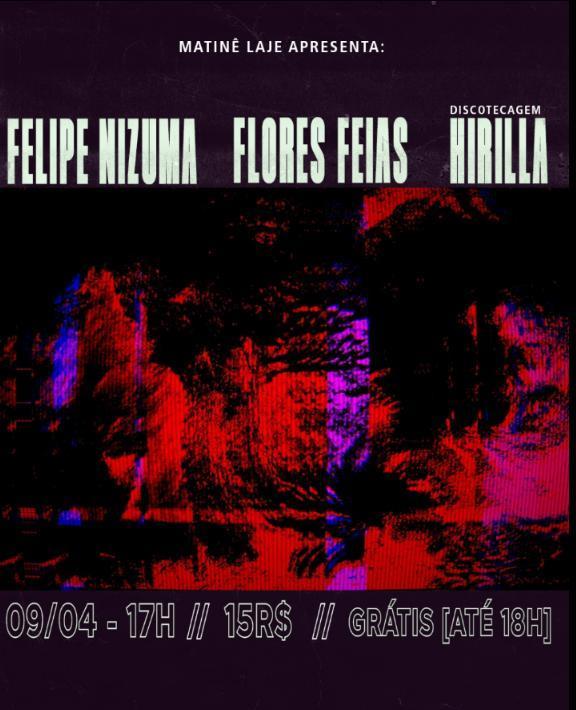 MATINÊ LAJE APRESENTA:
DISCOTECAGEM
FELIPE NIZUMA FLORES FEIAS HIRILLA
09/04 - 17H // 15R$ // GRÁTIS [ATÉ 18H]